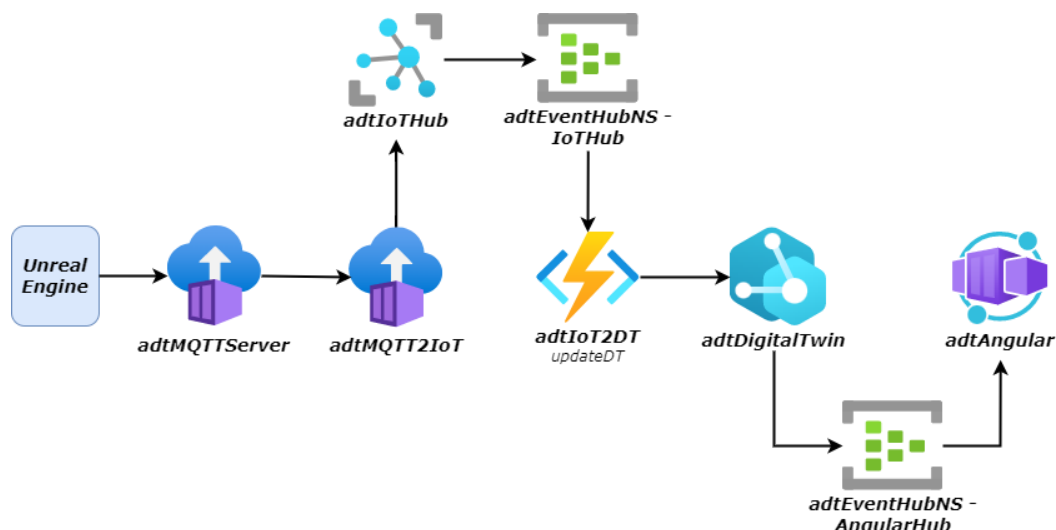 adtIoTHub
adtEventHubNS -
IoTHub
Unreal
Engine
adtMQTTServer
adtMQTT2IoT
adtIoT2DT
updateDT
adtDigitalTwin
adtAngular
adtEventHubNS -
AngularHub